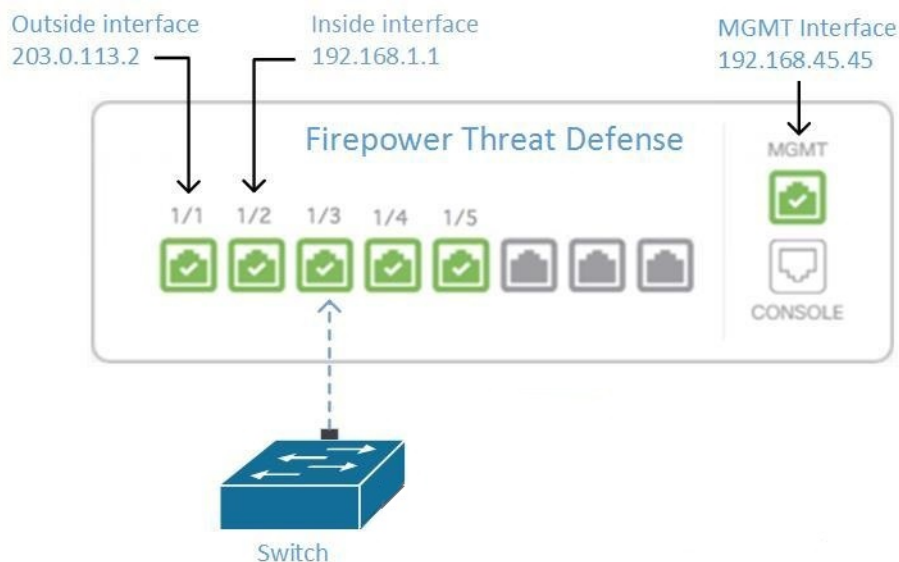 Outside interface
203.0.113.2
Inside interface
192.168.1.1
MGMT Interface
192.168.45.45
Firepower Threat Defense
MGMT
1/1 1/2 1/3 1/4 1/5
CONSOLE
Switch